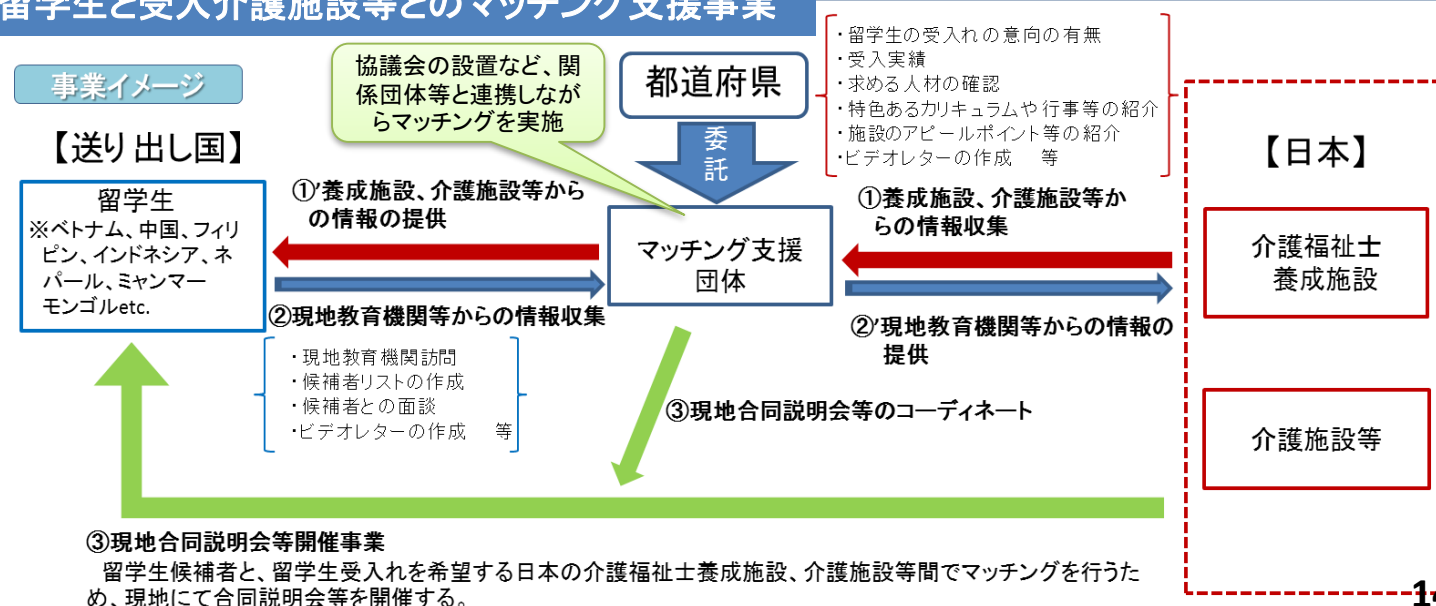 留学生と受入介護施設等とのマッチング支援事業
事業イメージ
協議会の設置など、関
係団体等と連携しなが
らマッチングを実施
都道府県
委
託
・留学生の受入れの意向の有無
・受入実績
・求める人材の確認
・特色あるカリキュラムや行事等の紹介
・施設のアピールポイント等の紹介
・ビデオレターの作成　等
【送り出し国】
【日本】
留学生
※ベトナム、中国、フィリ
ピン、インドネシア、ネ
パール、ミャンマー
モンゴルetc.
①’養成施設、介護施設等から
の情報の提供
②現地教育機関等からの情報収集
・現地教育機関訪問
・候補者リストの作成
・候補者との面談
・ビデオレターの作成　等
マッチング支援
団体
①養成施設、介護施設等か
らの情報収集
②’現地教育機関等からの情報の
提供
介護福祉士
養成施設
介護施設等
③現地合同説明会等のコーディネート
③現地合同説明会等開催事業
留学生候補者と、留学生受入れを希望する日本の介護福祉士養成施設、介護施設等間でマッチングを行うた
め、現地にて合同説明会等を開催する。